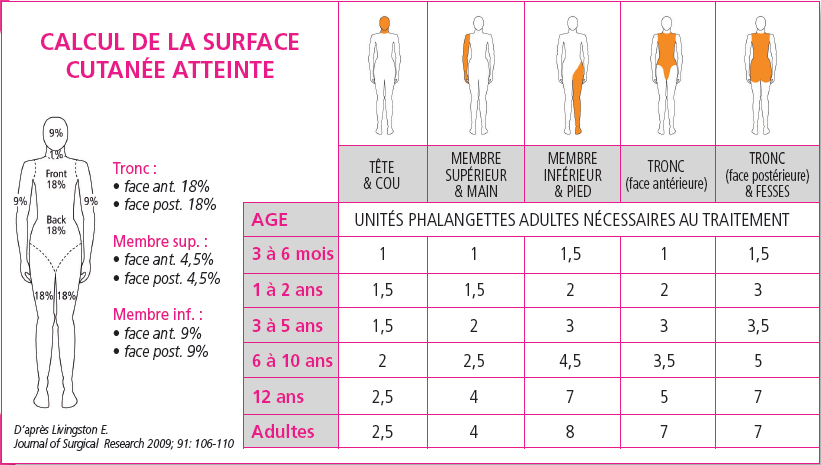 CALCUL DE LA SURFACE
CUTANÉE ATTEINTE
9%
1%
Front
18%
9%
9%
Back
18%
18%
18%
Tronc :
• face ant. 18%
• face post. 18%
Membre sup. :
• face ant. 4,5%
• face post. 4,5%
Membre inf. :
• face ant. 9%
• face post. 9%
D'après Livingston E.
Journal of Surgical Research 2009; 91: 106-110
TÊTE
& COU
MEMBRE
SUPÉRIEUR
& MAIN
MEMBRE
INFÉRIEUR
& PIED
TRONC
(face antérieure)
TRONC
(face postérieure)
& FESSES
AGE UNITÉS PHALANGETTES ADULTES NÉCESSAIRES AU TRAITEMENT
3 à 6 mois 1 1 1,5 1 1,5
1 à 2 ans 1,5 1,5 2 2 3
3 à 5 ans 1,5 2 3 3 3,5
6 à 10 ans 2 2,5 4,5 3,5 5
12 ans 2,5 4 7 5 7
Adultes 2,5 4 8 7 7